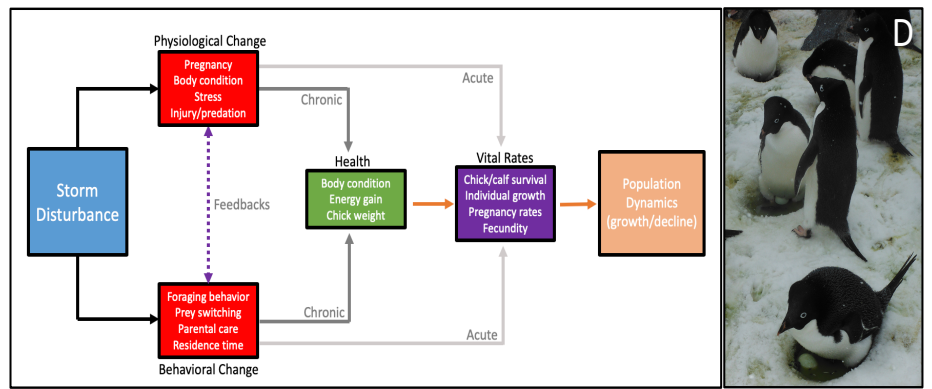 Physiological Change
Pregnancy
Body condition
Stress
Injury/predation
Acute
Chronic
Storm
Disturbance
Feedbacks
Health
Body condition
Energy gain
Chick weight
Vital Rates
Chick/calf survival
Individual growth
Pregnancy rates
Fecundity
Population
Dynamics
(growth/decline)
Foraging behavior
Prey switching
Parental care
Residence time
Behavioral Change
Chronic
Acute
D